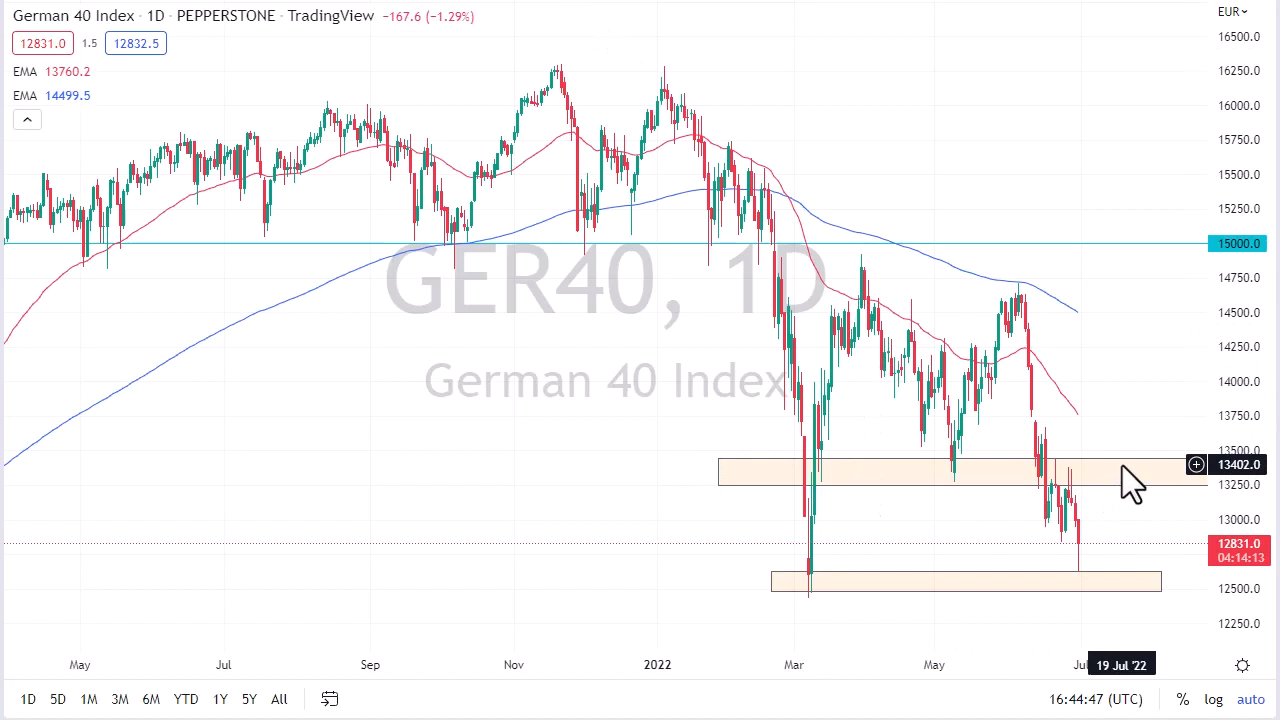 German 40 Index · 1D · PEPPERSTONE · TradingView −167.6 (−1.29%)
EUR
12831.0 1.5 12832.5
EMA 13760.2
EMA 14499.5
16500.0
16250.0
16000.0
15750.0
15500.0
15250.0
15000.0
14750.0
14500.0
14250.0
14000.0
13750.0
13500.0
13402.0
13250.0
13000.0
12831.0
04:14:13
12500.0
12250.0
GER40, 1D
German 40 Index
May Jul Sep Nov 2022 Mar May Jul 19 Jul '22
1D 5D 1M 3M 6M YTD 1Y 5Y All 16:44:47 (UTC) % log auto